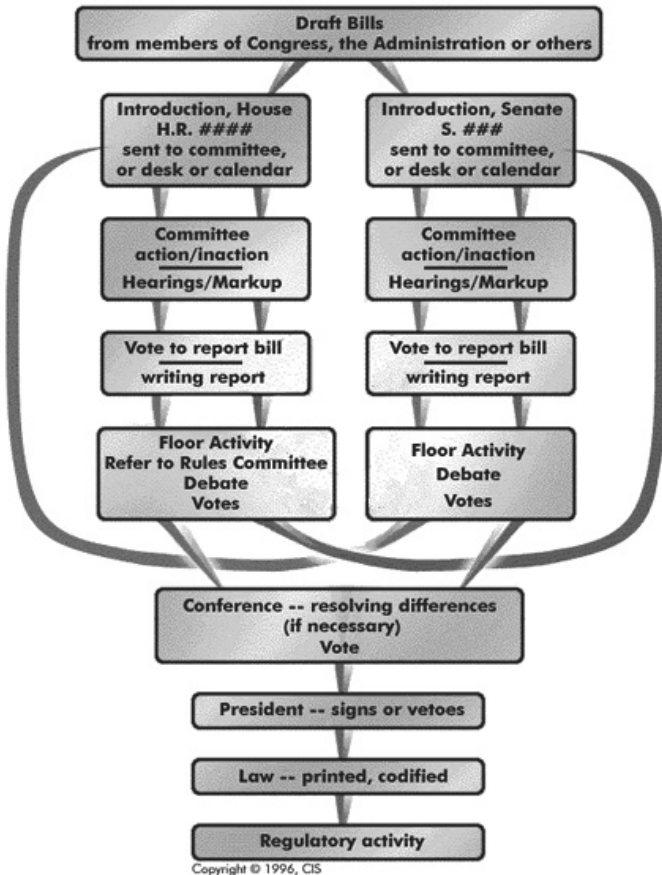 Draft Bills
from members of Congress, the Administration or others
Introduction, House
H.R. ####
sent to committee,
or desk or calendar
Introduction, Senate
S. ###
sent to committee,
or desk or calendar
Committee
action/inaction
Hearings/Markup
Committee
action/inaction
Hearings/Markup
Vote to report bill
writing report
Vote to report bill
writing report
Floor Activity
Refer to Rules Committee
Debate
Votes
Floor Activity
Debate
Votes
Conference -- resolving differences
(if necessary)
Vote
President -- signs or vetoes
Law -- printed, codified
Regulatory activity
Copyright © 1996, CIS